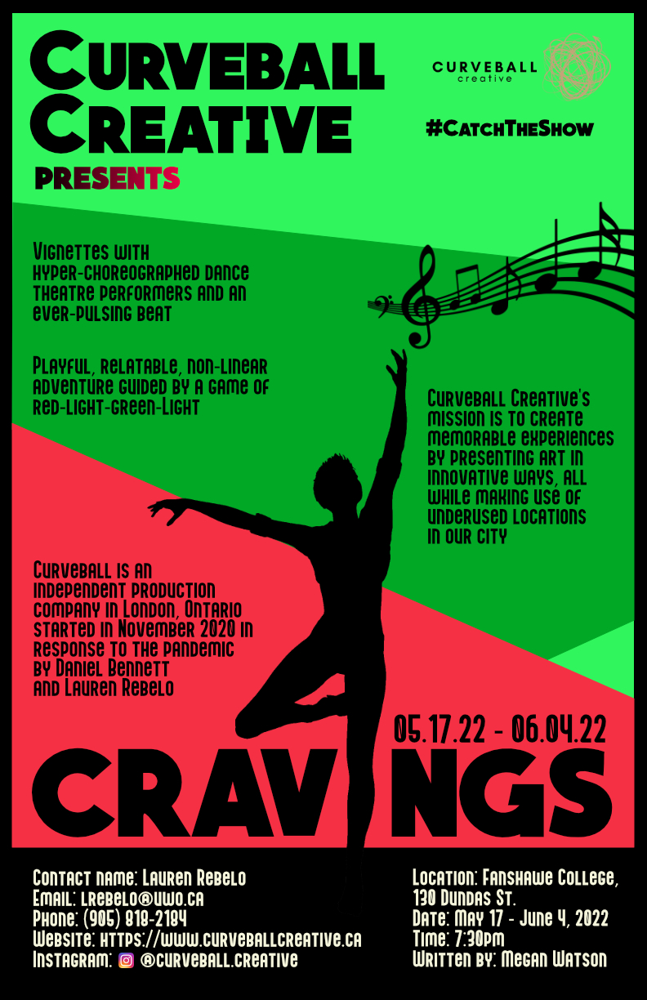 CURVEBALL
CREATIVE
PRESENTS
CURVEBALL
creative
#CATCHTHESHOW
VIGNETTES WITH
HYPER-CHOREOGRAPHED DANCE
THEATRE PERFORMERS AND AN
EVER-PULSING BEAT
PLAYFUL, RELATABLE, NON-LINEAR
ADVENTURE GUIDED BY A GAME OF
RED-LIGHT-GREEN-LIGHT
CURVEBALL CREATIVE'S
MISSION IS TO CREATE
MEMORABLE EXPERIENCES
BY PRESENTING ART IN
INNOVATIVE WAYS, ALL
WHILE MAKING USE OF
UNDERUSED LOCATIONS
IN OUR CITY
CURVEBALL IS AN
INDEPENDENT PRODUCTION
COMPANY IN LONDON, ONTARIO
STARTED IN NOVEMBER 2020 IN
RESPONSE TO THE PANDEMIC
BY DANIEL BENNETT
AND LAUREN REBELO
05.17.22 - 06.04.22
CRAVINGS
CONTACT NAME: LAUREN REBELO
EMAIL: LREBELO@UWO.CA
PHONE: (905) 818-2184
WEBSITE: HTTPS://WWW.CURVEBALLCREATIVE.CA
INSTAGRAM: @CURVEBALL.CREATIVE
LOCATION: FANSHAWE COLLEGE,
130 DUNDAS ST.
DATE: MAY 17 - JUNE 4, 2022
TIME: 7:30PM
WRITTEN BY: MEGAN WATSON